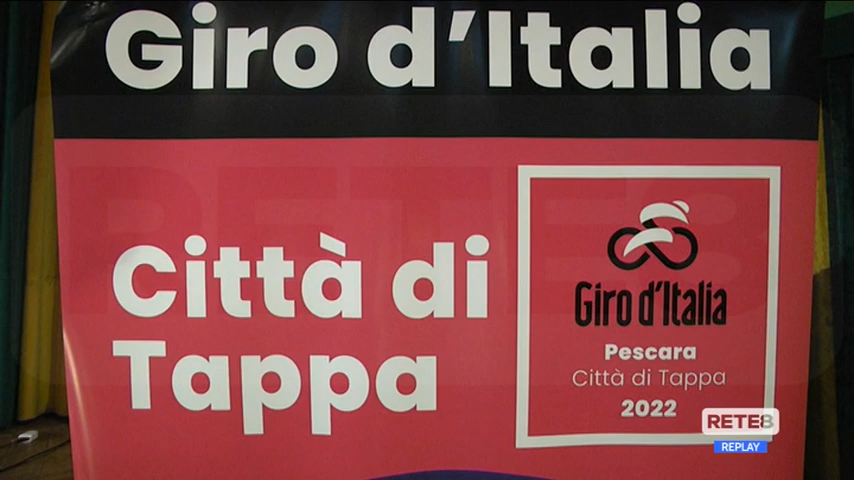 Giro d'Italia
Città di
Tappa
Giro d'Italia
Pescara
Città di Tappa
2022
RETE8
REPLAY